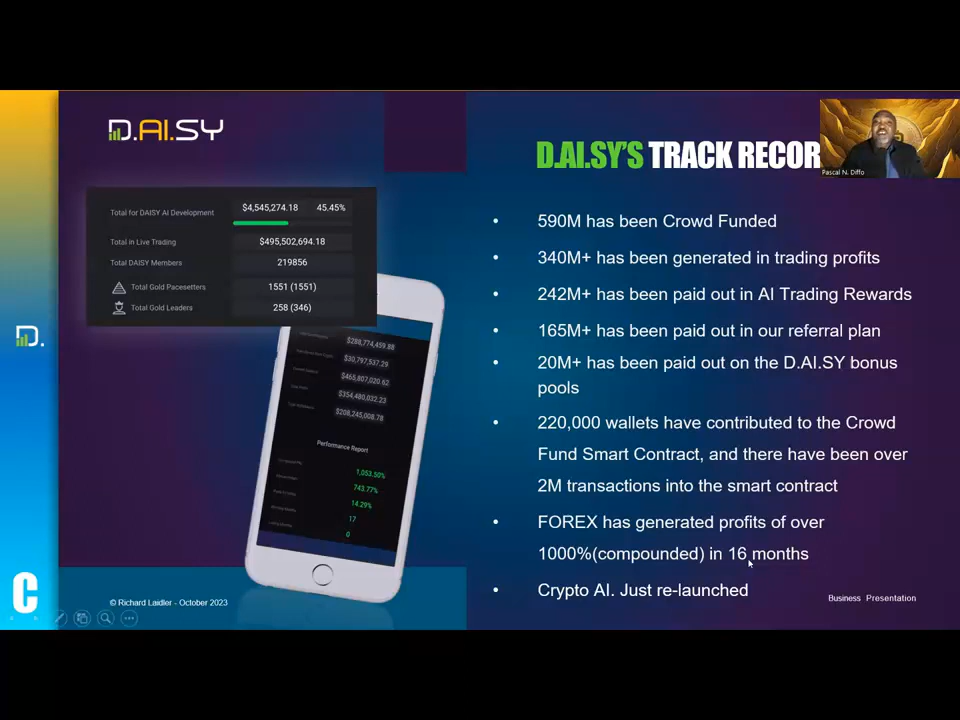 D.AI.SY
D.AI.SY'S TRACK RECOR
Pascal N. Diffo
Total for DAISY AI Development $4,545,274.18 45.45%
Total in Live Trading $495,502,694.18
Total DAISY Members 219856
Total Gold Pacesetters 1551 (1551)
Total Gold Leaders 258 (346)
$288,774,459.88
$30,797,537.29
$465,807,020.62
$354,480,032.23
$208,245,008.78
Performance Report
1,053.50%
743.77%
14.29%
17
0
• 590M has been Crowd Funded
• 340M+ has been generated in trading profits
• 242M+ has been paid out in AI Trading Rewards
• 165M+ has been paid out in our referral plan
• 20M+ has been paid out on the D.AI.SY bonus
pools
• 220,000 wallets have contributed to the Crowd
Fund Smart Contract, and there have been over
2M transactions into the smart contract
• FOREX has generated profits of over
1000%(compounded) in 16 months
• Crypto AI. Just re-launched
D.
C
© Richard Laidler - October 2023
Business Presentation